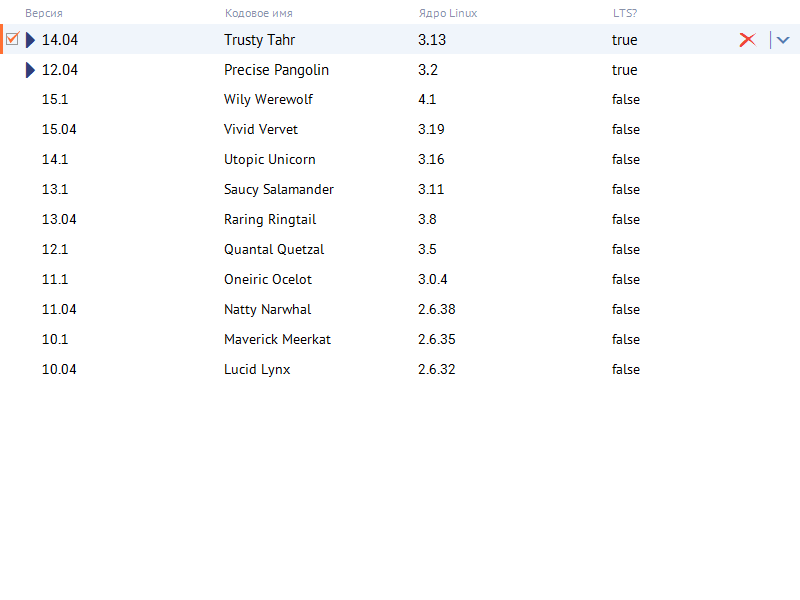 Версия Кодовое имя Ядро Linux LTS?
14.04 Trusty Tahr 3.13 true
12.04 Precise Pangolin 3.2 true
15.1 Wily Werewolf 4.1 false
15.04 Vivid Vervet 3.19 false
14.1 Utopic Unicorn 3.16 false
13.1 Saucy Salamander 3.11 false
13.04 Raring Ringtail 3.8 false
12.1 Quantal Quetzal 3.5 false
11.1 Oneiric Ocelot 3.0.4 false
11.04 Natty Narwhal 2.6.38 false
10.1 Maverick Meerkat 2.6.35 false
10.04 Lucid Lynx 2.6.32 false